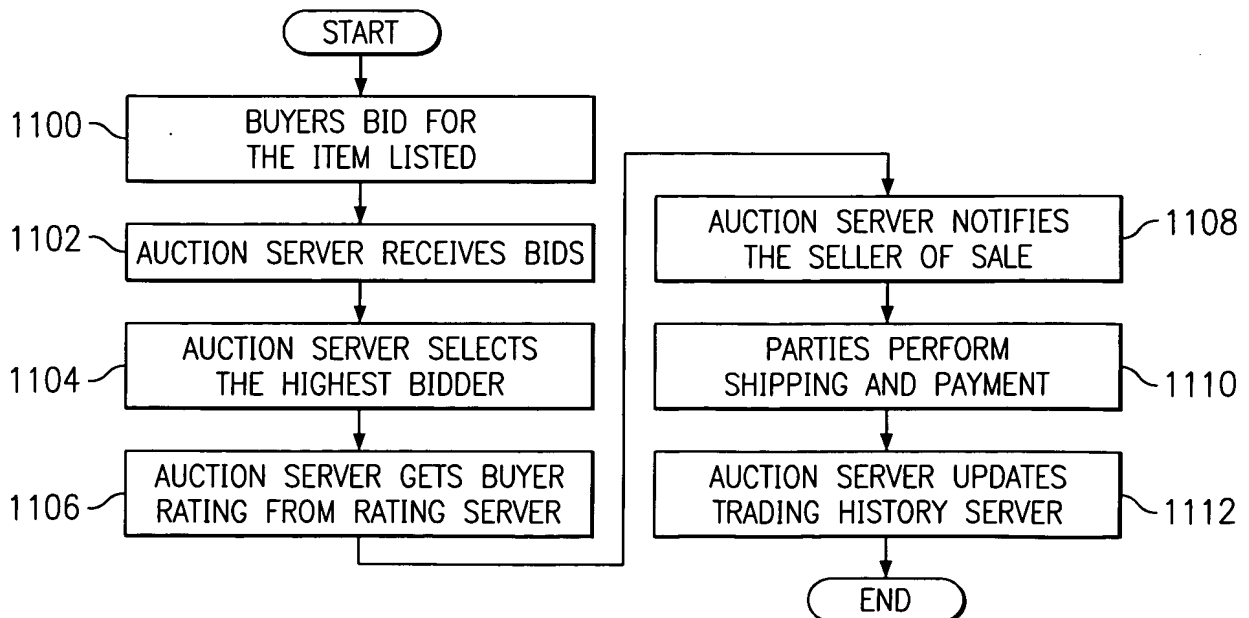 START
1100
BUYERS BID FOR
THE ITEM LISTED
1102
AUCTION SERVER RECEIVES BIDS
1104
AUCTION SERVER SELECTS
THE HIGHEST BIDDER
1106
AUCTION SERVER GETS BUYER
RATING FROM RATING SERVER
AUCTION SERVER NOTIFIES
THE SELLER OF SALE
1108
PARTIES PERFORM
SHIPPING AND PAYMENT
1110
AUCTION SERVER UPDATES
TRADING HISTORY SERVER
1112
END